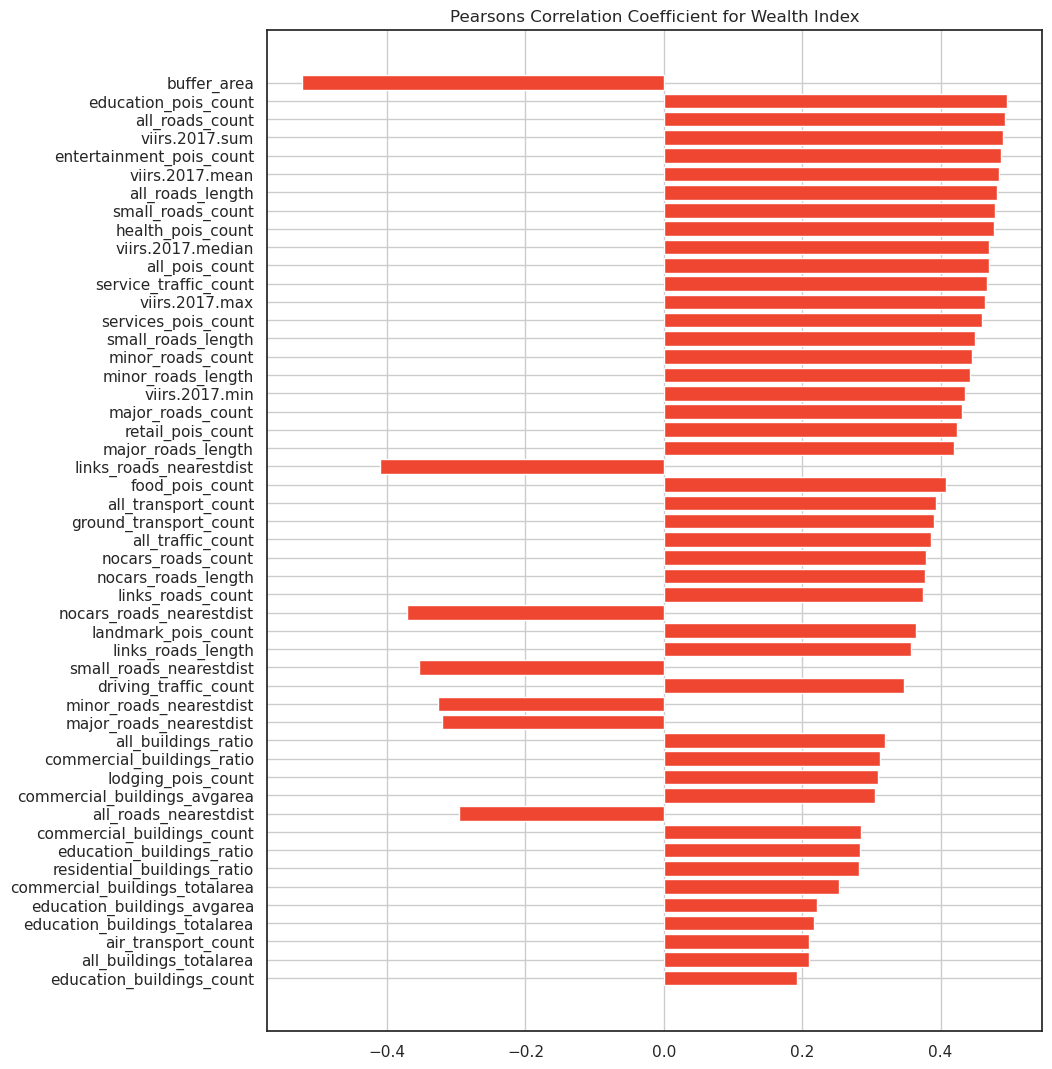 Pearsons Correlation Coefficient for Wealth Index
buffer_area
education_pois_count
all_roads_count
viirs.2017.sum
entertainment_pois_count
viirs.2017.mean
all_roads_length
small_roads_count
health_pois_count
viirs.2017.median
all_pois_count
service_traffic_count
viirs.2017.max
services_pois_count
small_roads_length
minor_roads_count
minor_roads_length
viirs.2017.min
major_roads_count
retail_pois_count
major_roads_length
links_roads_nearestdist
food_pois_count
all_transport_count
ground_transport_count
all_traffic_count
nocars_roads_count
nocars_roads_length
links_roads_count
nocars_roads_nearestdist
landmark_pois_count
links_roads_length
small_roads_nearestdist
driving_traffic_count
minor_roads_nearestdist
major_roads_nearestdist
all_buildings_ratio
commercial_buildings_ratio
lodging_pois_count
commercial_buildings_avgarea
all_roads_nearestdist
commercial_buildings_count
education_buildings_ratio
residential_buildings_ratio
commercial_buildings_totalarea
education_buildings_avgarea
education_buildings_totalarea
air_transport_count
all_buildings_totalarea
education_buildings_count
−0.4 −0.2 0.0 0.2 0.4